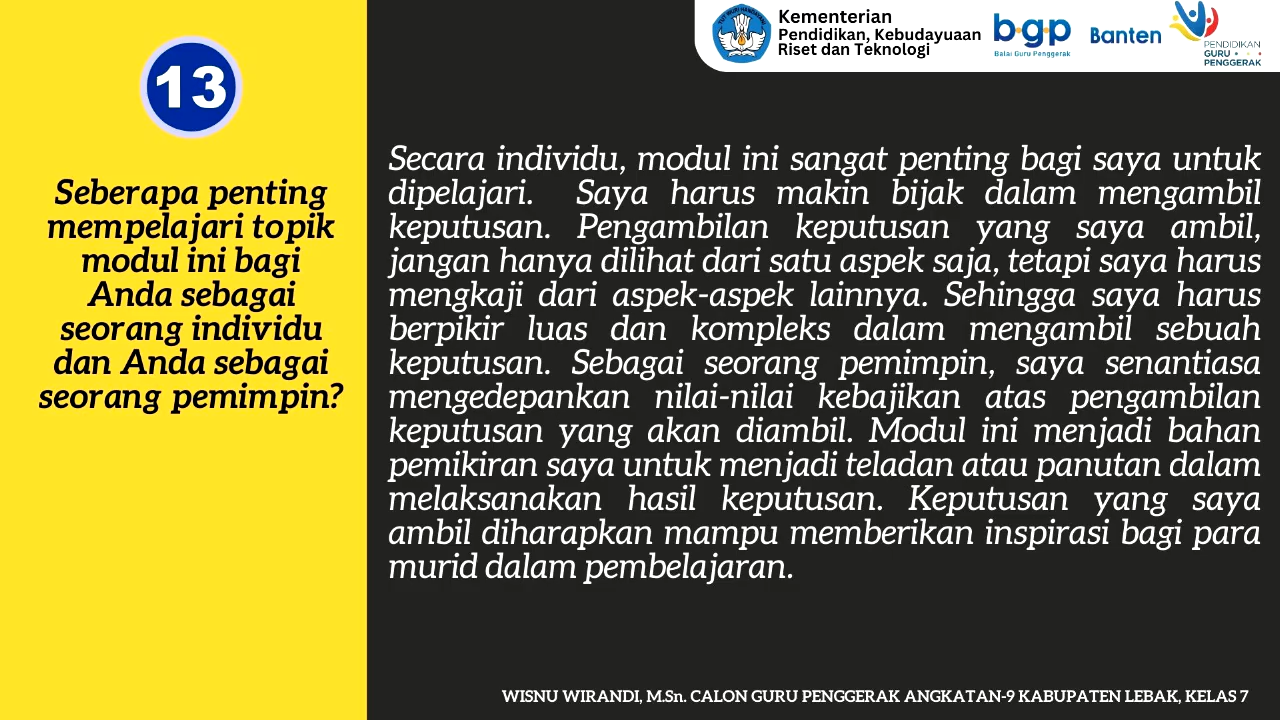 13
Seberapa penting
mempelajari topik
modul ini bagi
Anda sebagai
seorang individu
dan Anda sebagai
seorang pemimpin?
Kementerian
Pendidikan, Kebudayuaan
Riset dan Teknologi
bgp
Balai Guru Penggerak
Banten
PENDIDIKAN
GURU
PENGGERAK
Secara individu, modul ini sangat penting bagi saya untuk
dipelajari. Saya harus makin bijak dalam mengambil
keputusan. Pengambilan keputusan yang saya ambil,
jangan hanya dilihat dari satu aspek saja, tetapi saya harus
mengkaji dari aspek-aspek lainnya. Sehingga saya harus
berpikir luas dan kompleks dalam mengambil sebuah
keputusan. Sebagai seorang pemimpin, saya senantiasa
mengedepankan nilai-nilai kebajikan atas pengambilan
keputusan yang akan diambil. Modul ini menjadi bahan
pemikiran saya untuk menjadi teladan atau panutan dalam
melaksanakan hasil keputusan. Keputusan yang saya
ambil diharapkan mampu memberikan inspirasi bagi para
murid dalam pembelajaran.
WISNU WIRANDI, M.Sn. CALON GURU PENGGERAK ANGKATAN-9 KABUPATEN LEBAK, KELAS 7